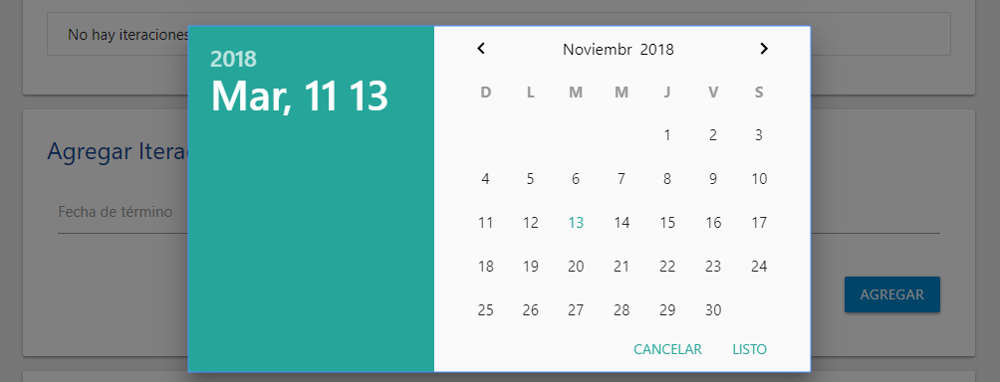 No hay iteraciones
2018
Mar, 11 13
Noviembr 2018
D L M M J V S
1 2 3
4 5 6 7 8 9 10
11 12 13 14 15 16 17
18 19 20 21 22 23 24
25 26 27 28 29 30
CANCELAR LISTO
Agregar Itera
Fecha de término
AGREGAR